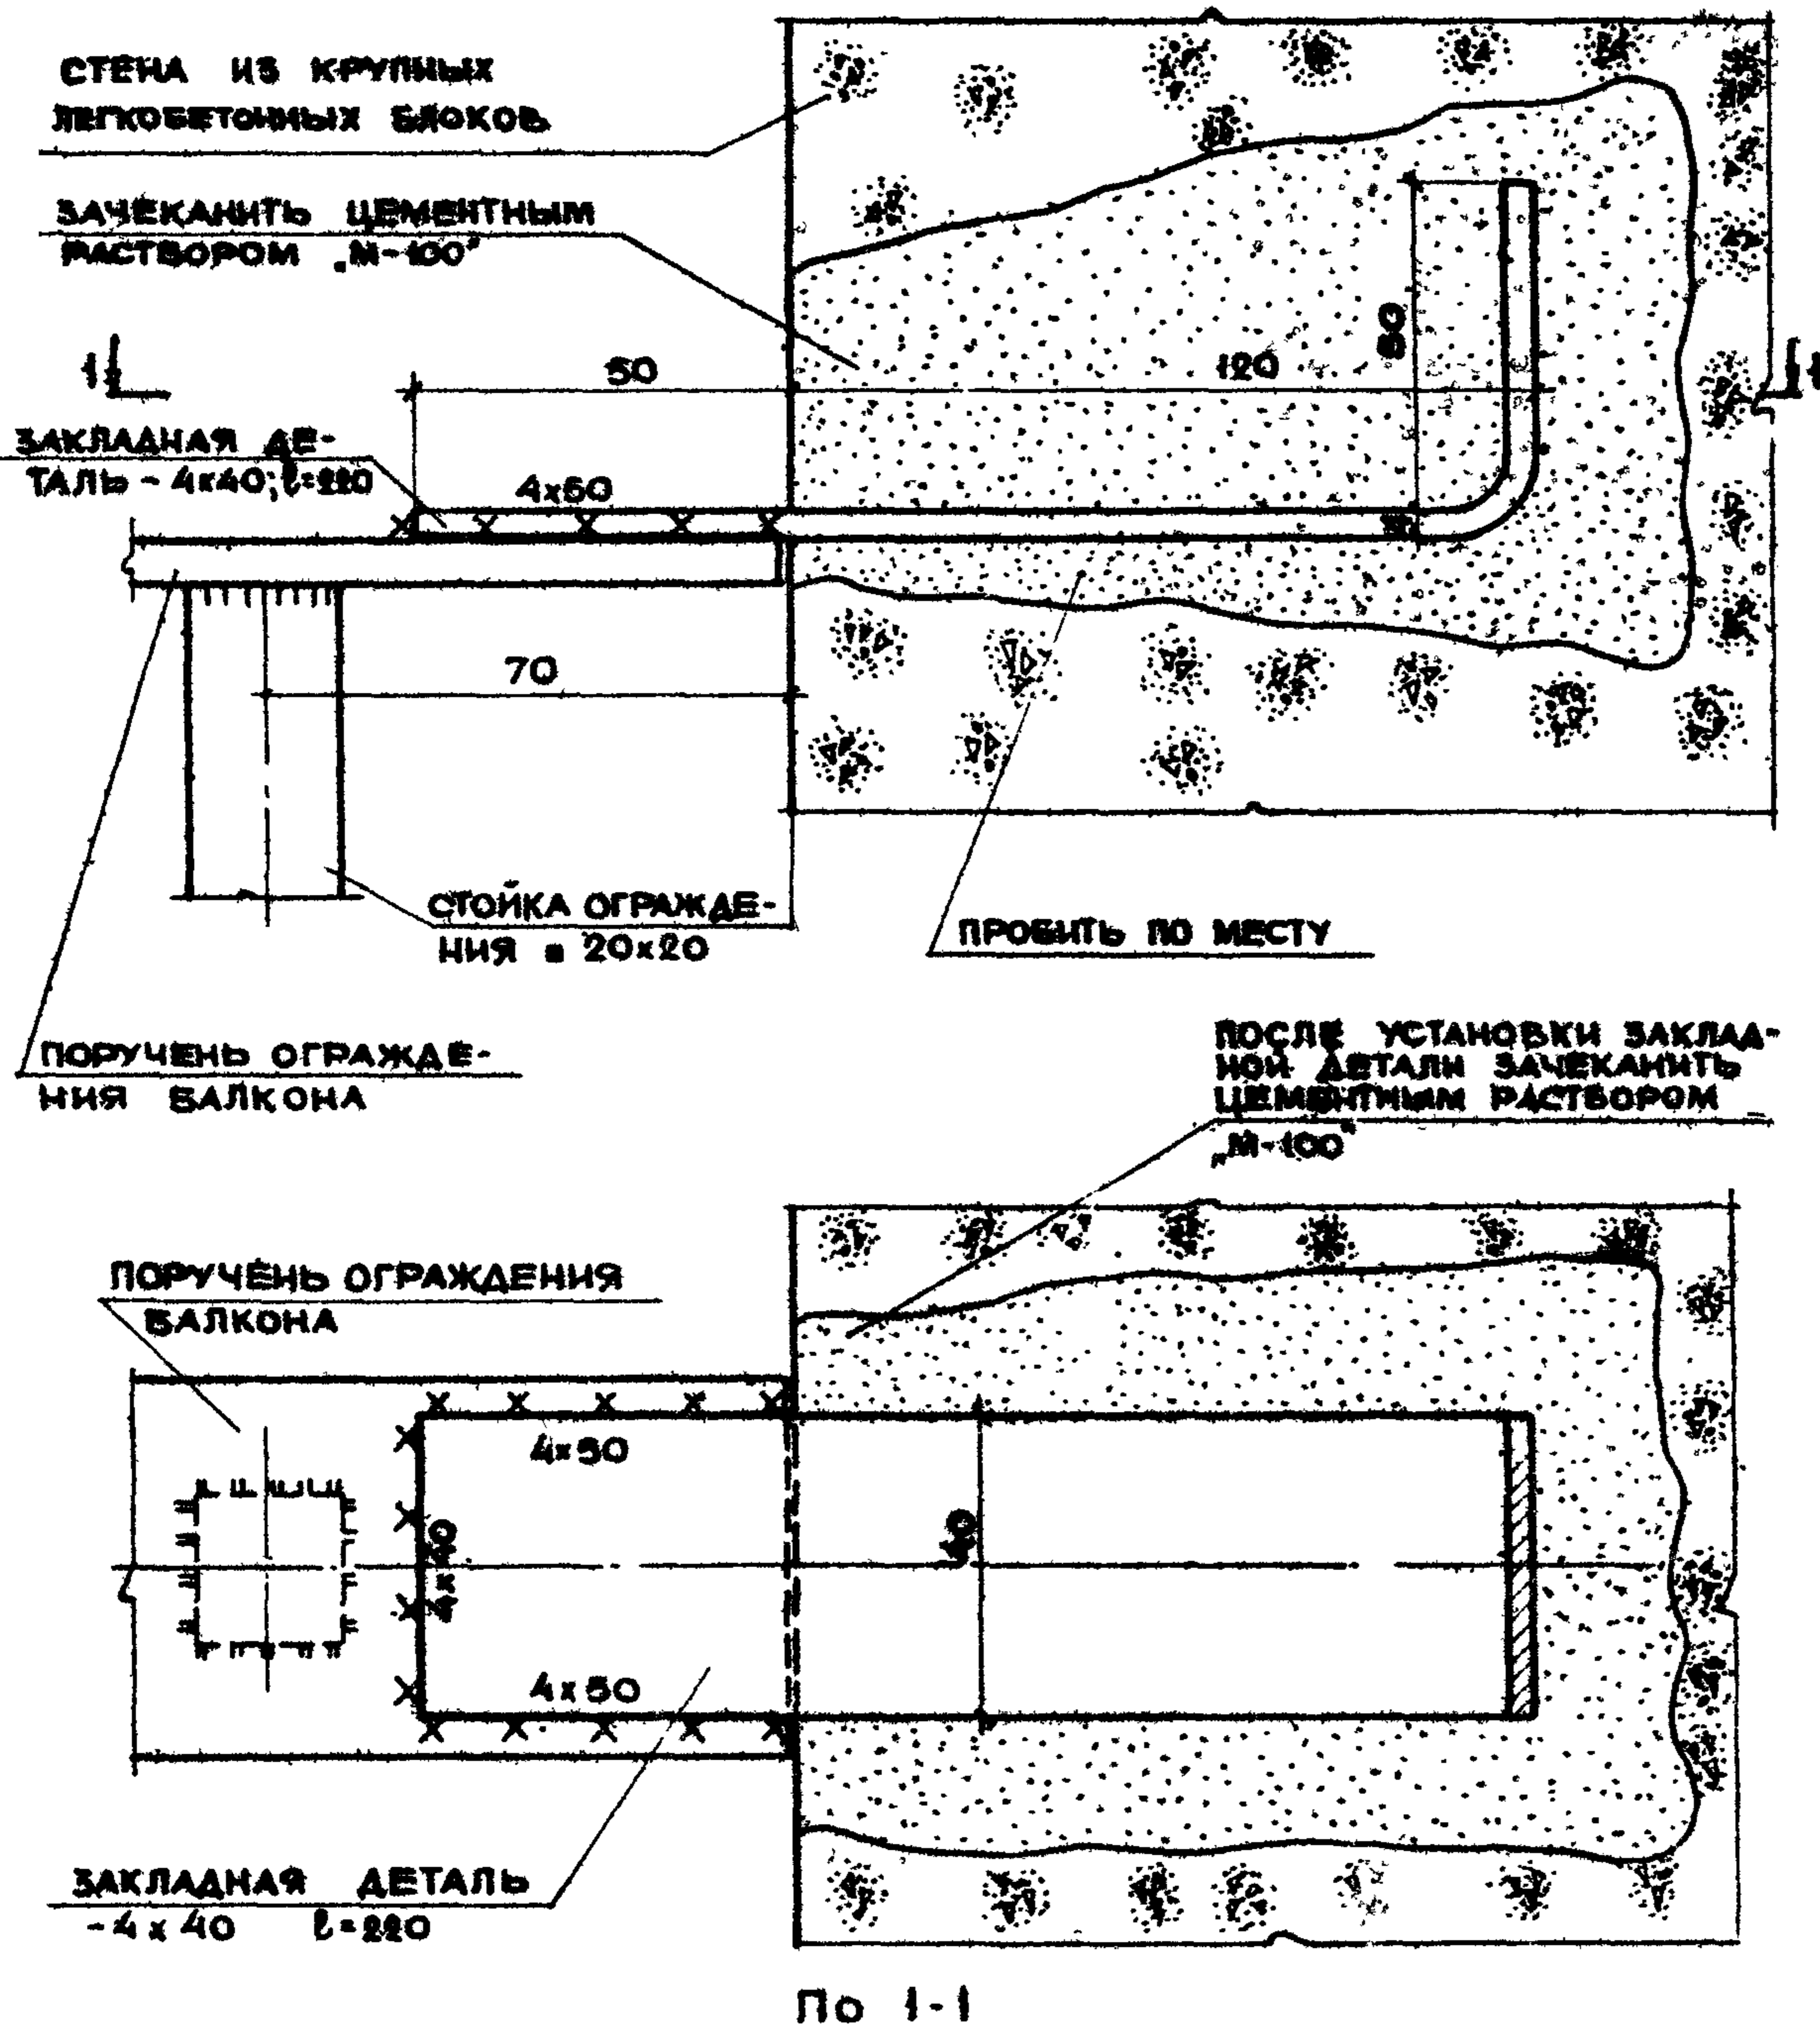 СТЕНА ИЗ КРУПНЫХ
ЛЕГКОБЕТОННЫХ БЛОКОВ
ЗАЧЕКАНИТЬ ЦЕМЕНТНЫМ
РАСТВОРОМ „М-100"
1
50
120
50
1
ЗАКЛАДНАЯ ДЕ-
ТАЛЬ - 4х40; ℓ=220
4х50
70
СТОЙКА ОГРАЖДЕ-
НИЯ ▪ 20х20
ПРОБИТЬ ПО МЕСТУ
ПОРУЧЕНЬ ОГРАЖДЕ-
НИЯ БАЛКОНА
ПОСЛЕ УСТАНОВКИ ЗАКЛАД-
НОЙ ДЕТАЛИ ЗАЧЕКАНИТЬ
ЦЕМЕНТНЫМ РАСТВОРОМ
„М-100"
ПОРУЧЕНЬ ОГРАЖДЕНИЯ
БАЛКОНА
4х50
4х40
40
4х50
ЗАКЛАДНАЯ ДЕТАЛЬ
-4х40 ℓ=220
По 1-1